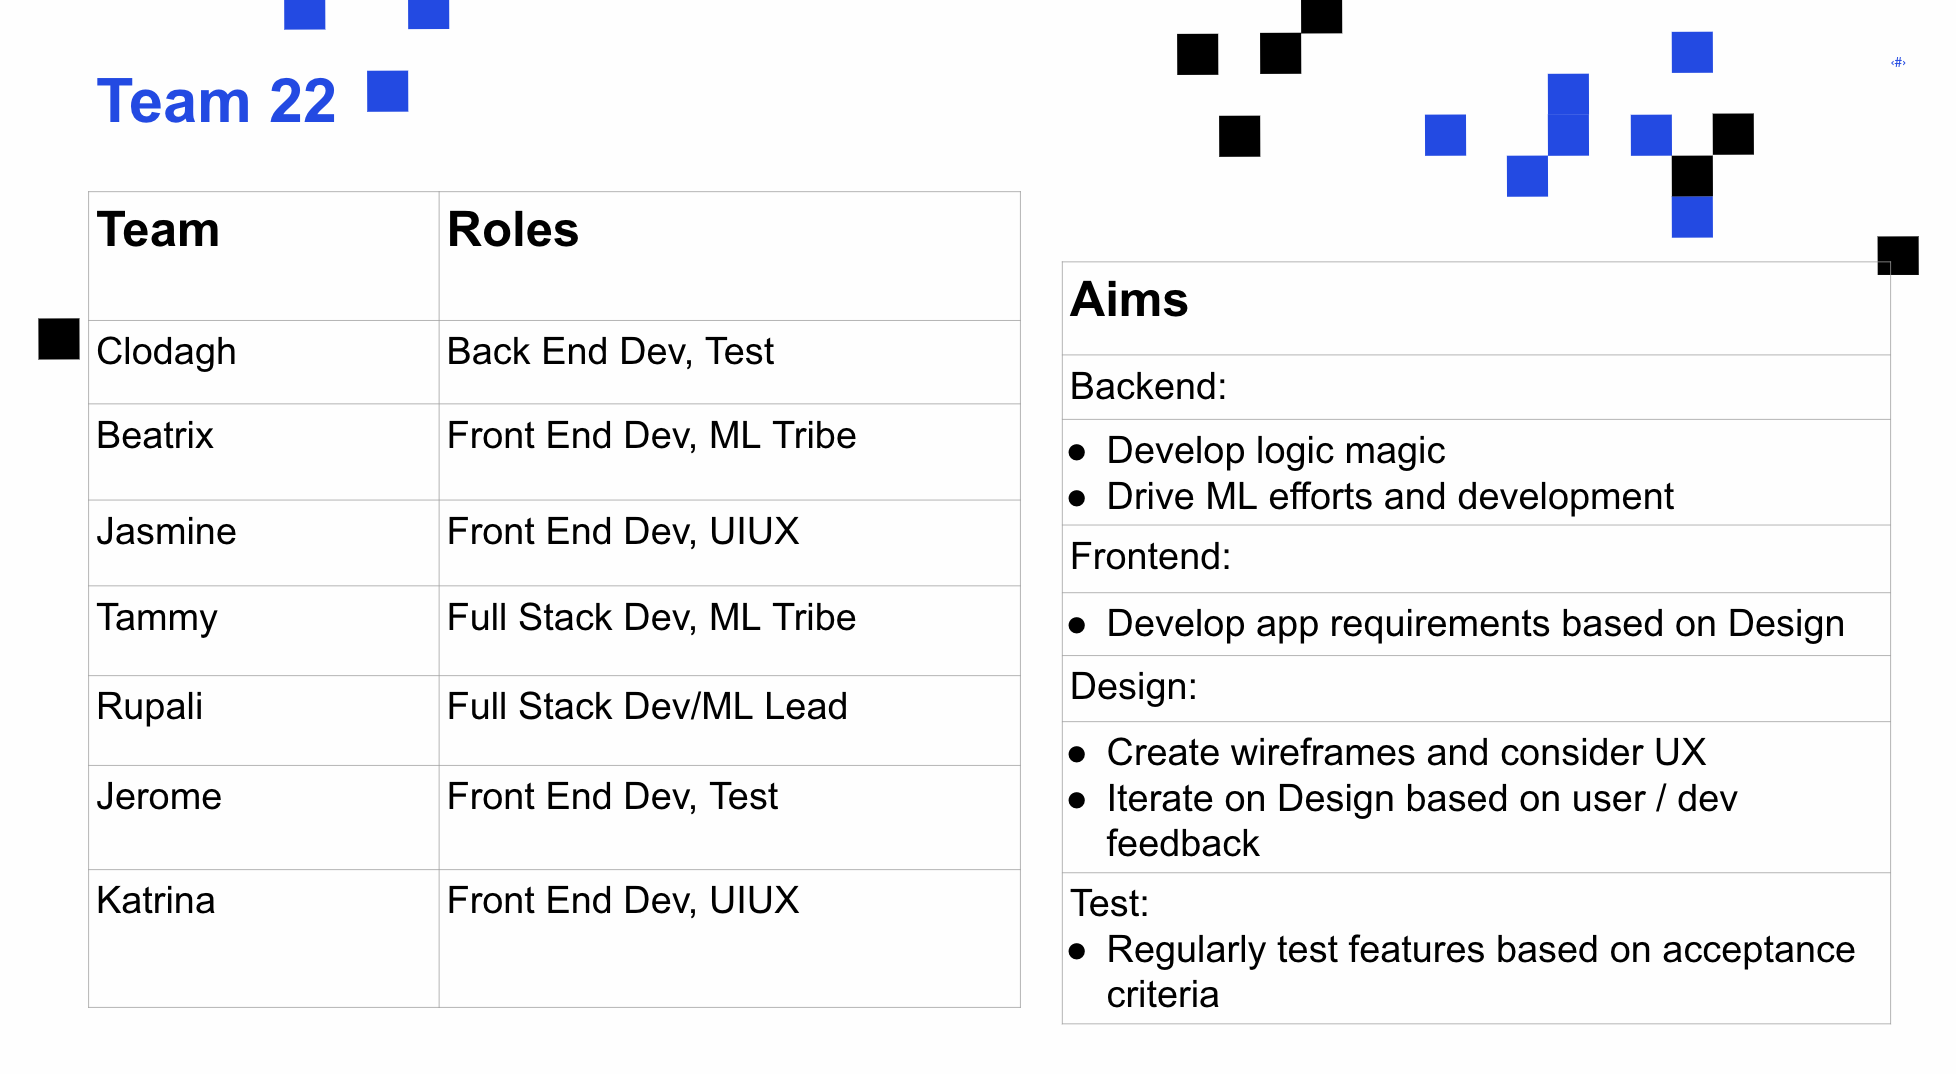 Team 22
‹#›
Team Roles
Clodagh Back End Dev, Test
Beatrix Front End Dev, ML Tribe
Jasmine Front End Dev, UIUX
Tammy Full Stack Dev, ML Tribe
Rupali Full Stack Dev/ML Lead
Jerome Front End Dev, Test
Katrina Front End Dev, UIUX
Aims
Backend:
● Develop logic magic
● Drive ML efforts and development
Frontend:
● Develop app requirements based on Design
Design:
● Create wireframes and consider UX
● Iterate on Design based on user / dev
feedback
Test:
● Regularly test features based on acceptance
criteria